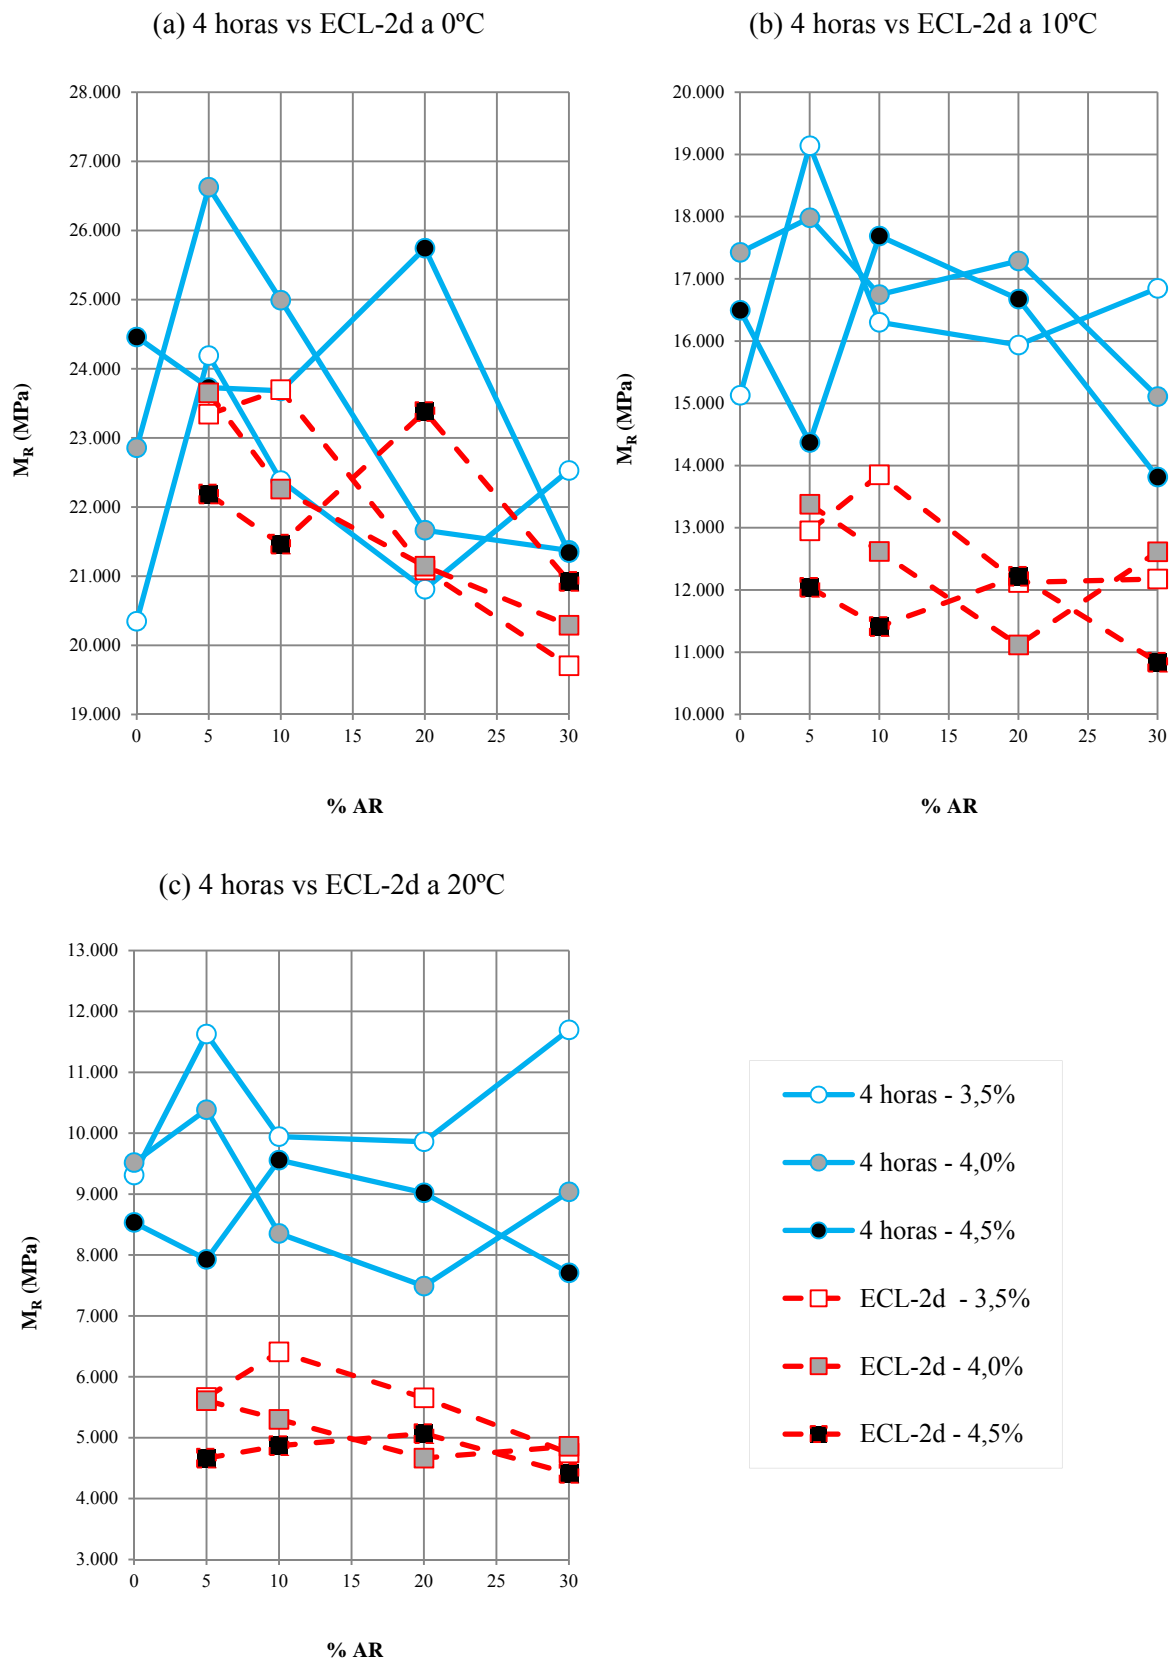 (a) 4 horas vs ECL-2d a 0ºC
28.000
27.000
26.000
25.000
24.000
23.000
22.000
21.000
20.000
19.000
0 5 10 15 20 25 30
M_R (MPa)
% AR
(b) 4 horas vs ECL-2d a 10ºC
20.000
19.000
18.000
17.000
16.000
15.000
14.000
13.000
12.000
11.000
10.000
0 5 10 15 20 25 30
M_R (MPa)
% AR
(c) 4 horas vs ECL-2d a 20ºC
13.000
12.000
11.000
10.000
9.000
8.000
7.000
6.000
5.000
4.000
3.000
0 5 10 15 20 25 30
M_R (MPa)
% AR
4 horas - 3,5%
4 horas - 4,0%
4 horas - 4,5%
ECL-2d - 3,5%
ECL-2d - 4,0%
ECL-2d - 4,5%